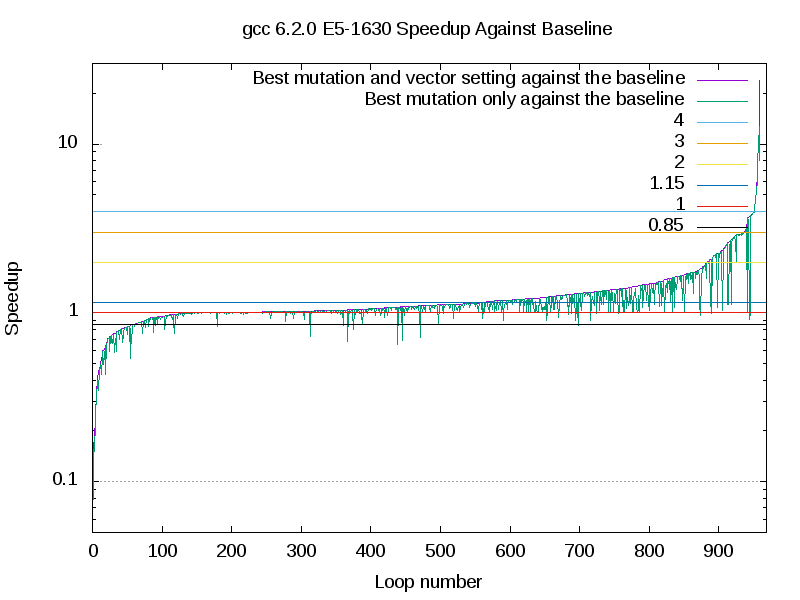 gcc 6.2.0 E5-1630 Speedup Against Baseline
Best mutation and vector setting against the baseline
Best mutation only against the baseline
4
3
2
1.15
1
0.85
10
1
0.1
Speedup
0 100 200 300 400 500 600 700 800 900
Loop number